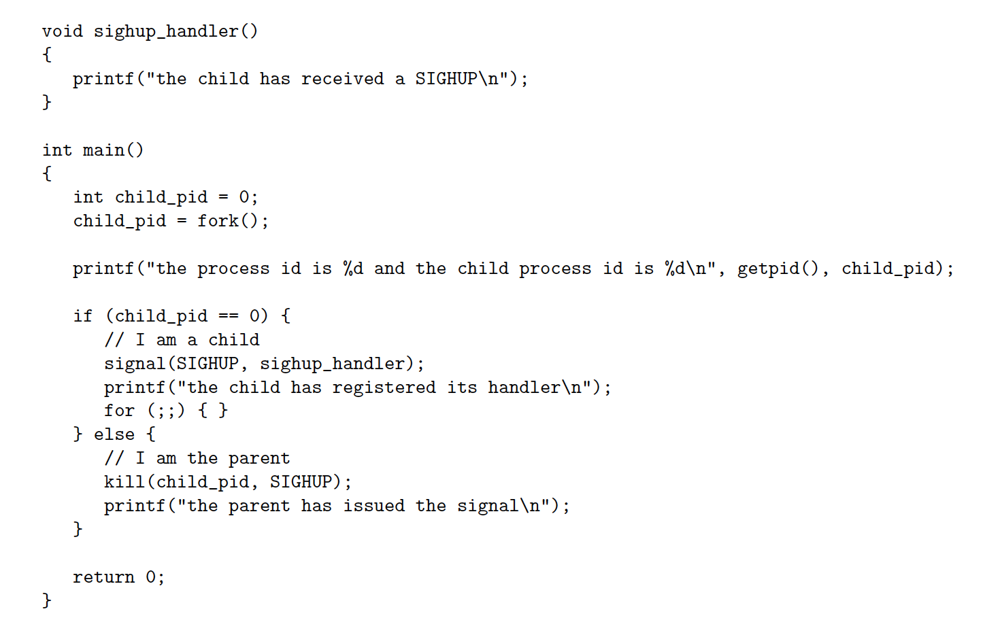 void sighup_handler()
{
   printf("the child has received a SIGHUP\n");
}

int main()
{
   int child_pid = 0;
   child_pid = fork();

   printf("the process id is %d and the child process id is %d\n", getpid(), child_pid);

   if (child_pid == 0) {
      // I am a child
      signal(SIGHUP, sighup_handler);
      printf("the child has registered its handler\n");
      for (;;) { }
   } else {
      // I am the parent
      kill(child_pid, SIGHUP);
      printf("the parent has issued the signal\n");
   }

   return 0;
}